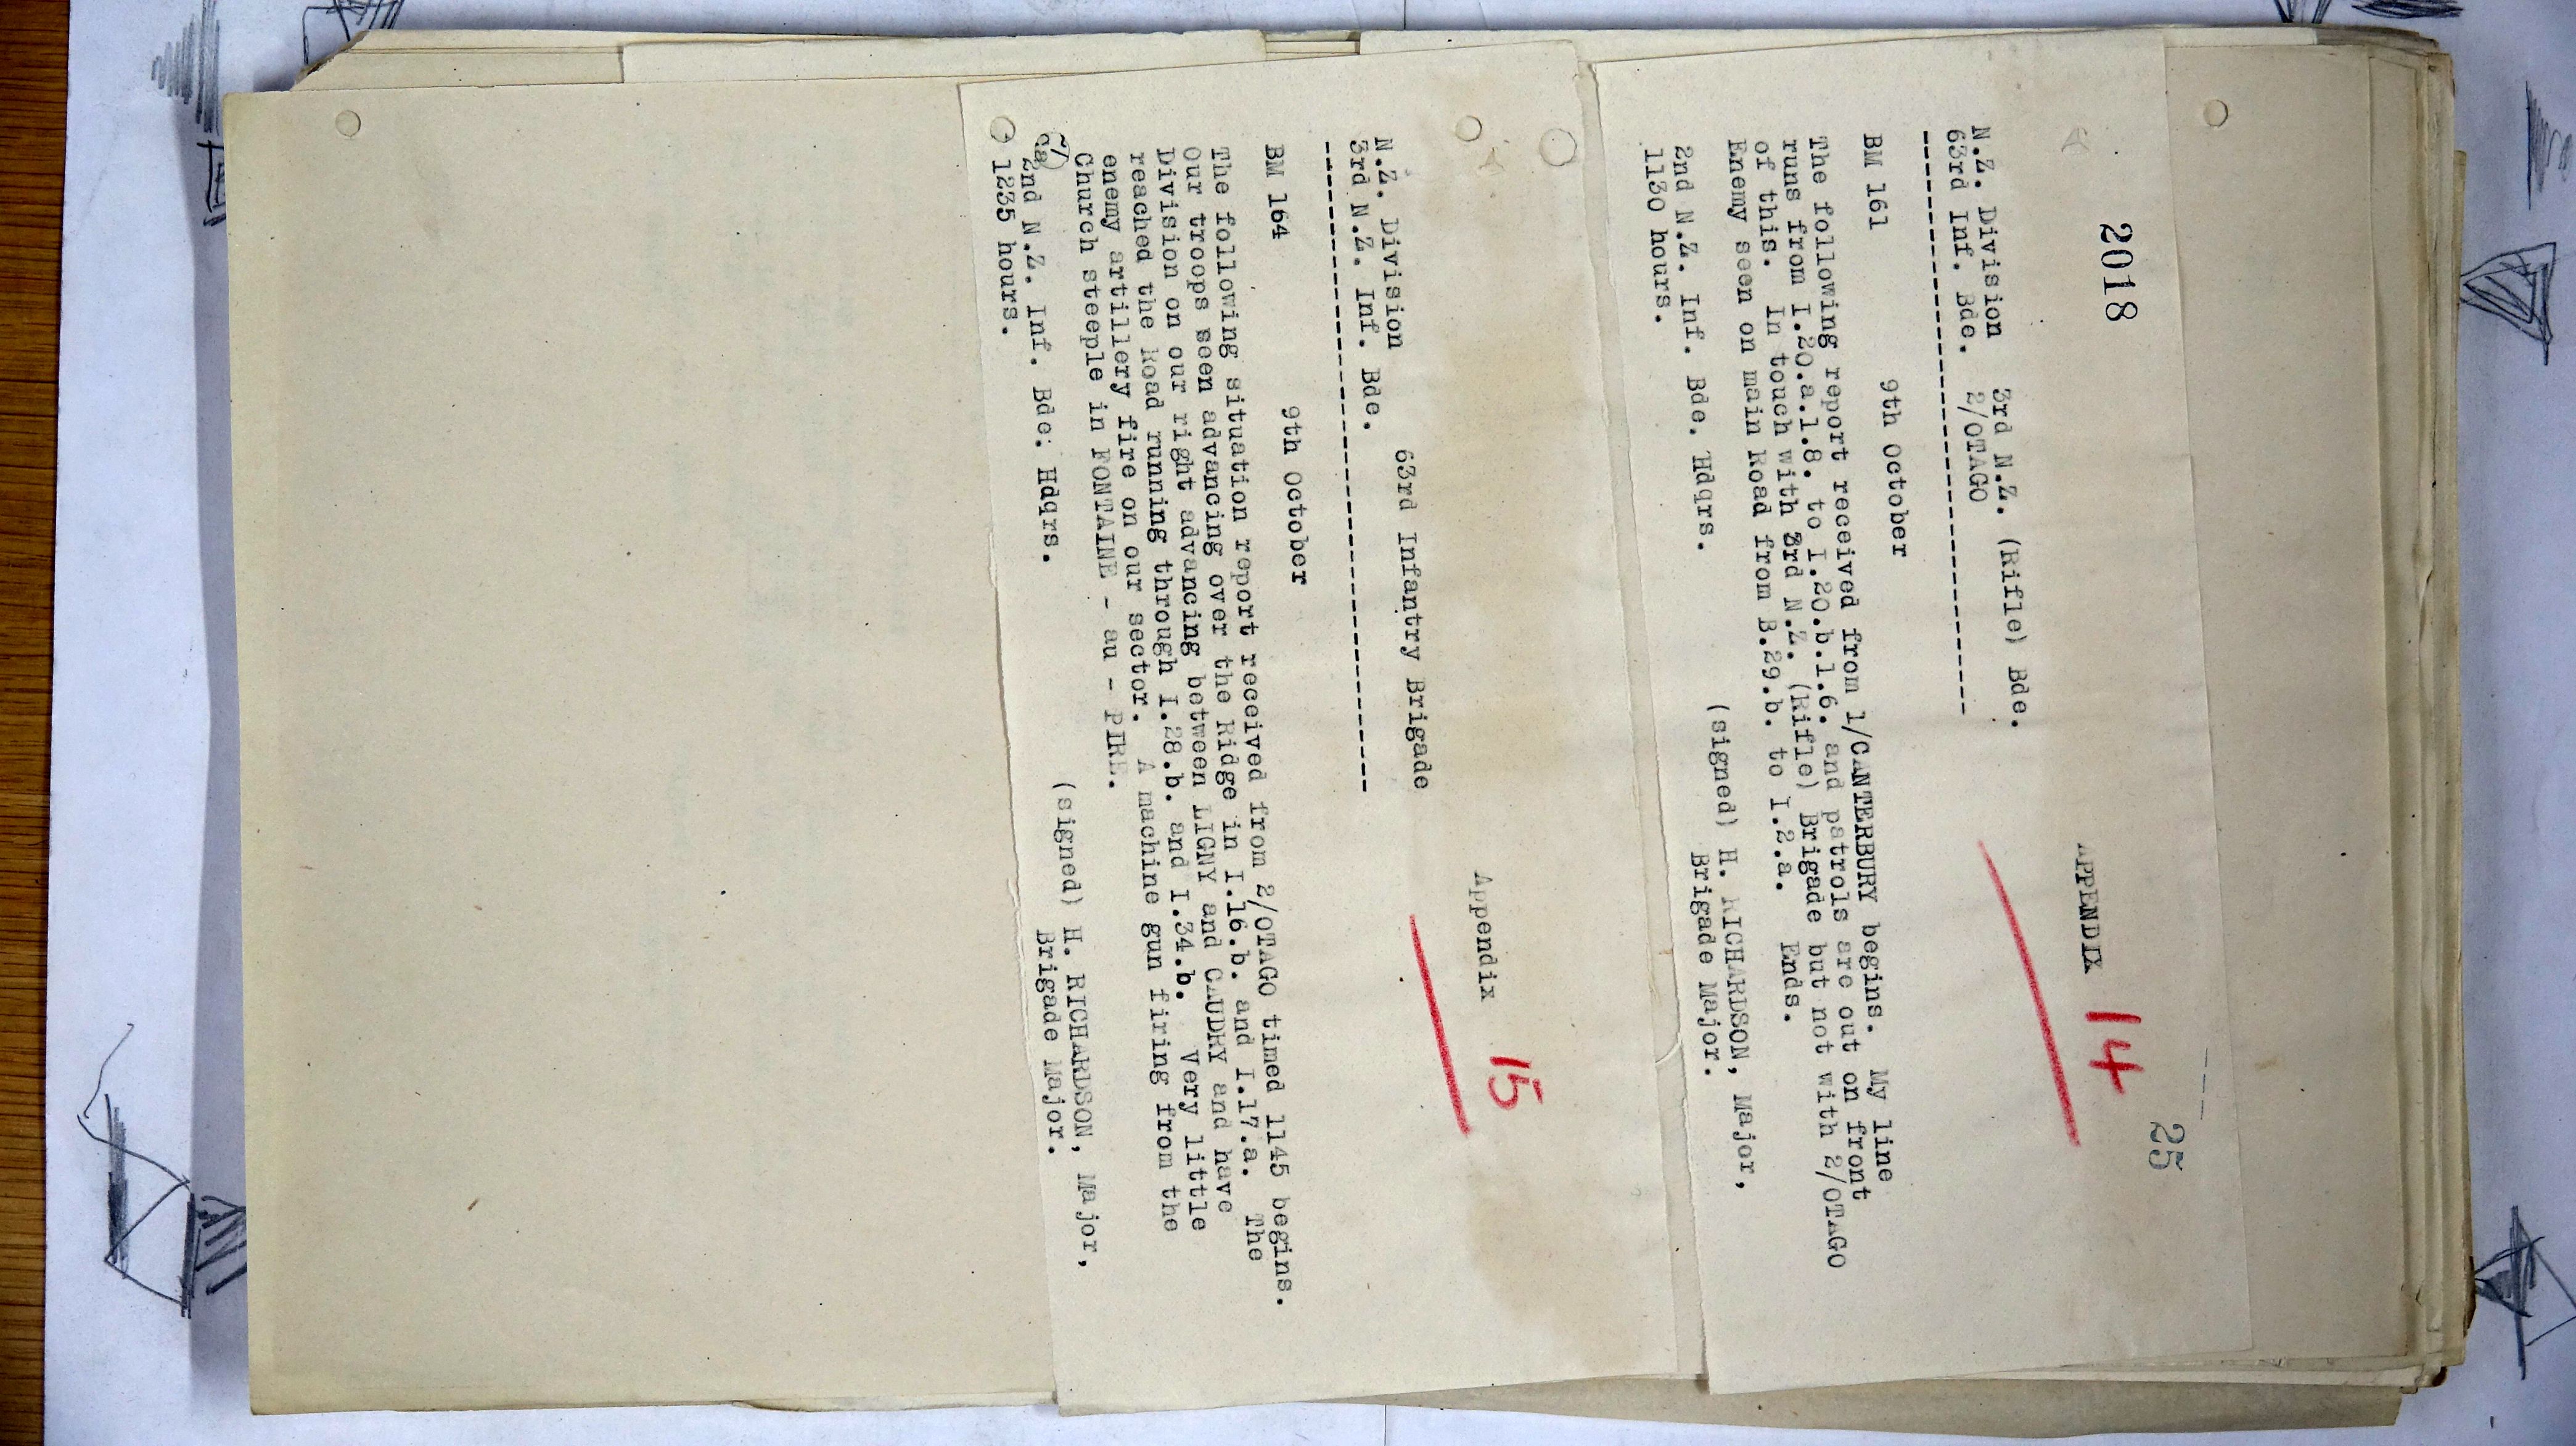 2018
25
APPENDIX 14
N.Z. Division 3rd N.Z. (Rifle) Bde.
63rd Inf. Bde. 2/OTAGO
----------------------------------------
BM 161 9th October
The following report received from 1/CANTERBURY begins. My line
runs from I.20.a.1.8. to I.20.b.1.6. and patrols are out on front
of this. In touch with 3rd N.Z. (Rifle) Brigade but not with 2/OTAGO
Enemy seen on main Road from B.29.b. to I.2.a. Ends.
(signed) H. RICHARDSON, Major,
2nd N.Z. Inf. Bde. Hdqrs. Brigade Major.
1130 hours.
Appendix 15
N.Z. Division 63rd Infantry Brigade
3rd N.Z. Inf. Bde.
--------------------------------------------
BM 164 9th October
The following situation report received from 2/OTAGO timed 1145 begins.
Our troops seen advancing over the Ridge in I.16.b. and I.17.a. The
Division on our right advancing between LIGNY and CAUDRY and have
reached the Road running through I.28.b. and I.34.b. Very little
enemy artillery fire on our sector. A machine gun firing from the
Church steeple in FONTAINE - au - PIRE.
(signed) H. RICHARDSON, Major,
2nd N.Z. Inf. Bde: Hdqrs. Brigade Major.
1235 hours.